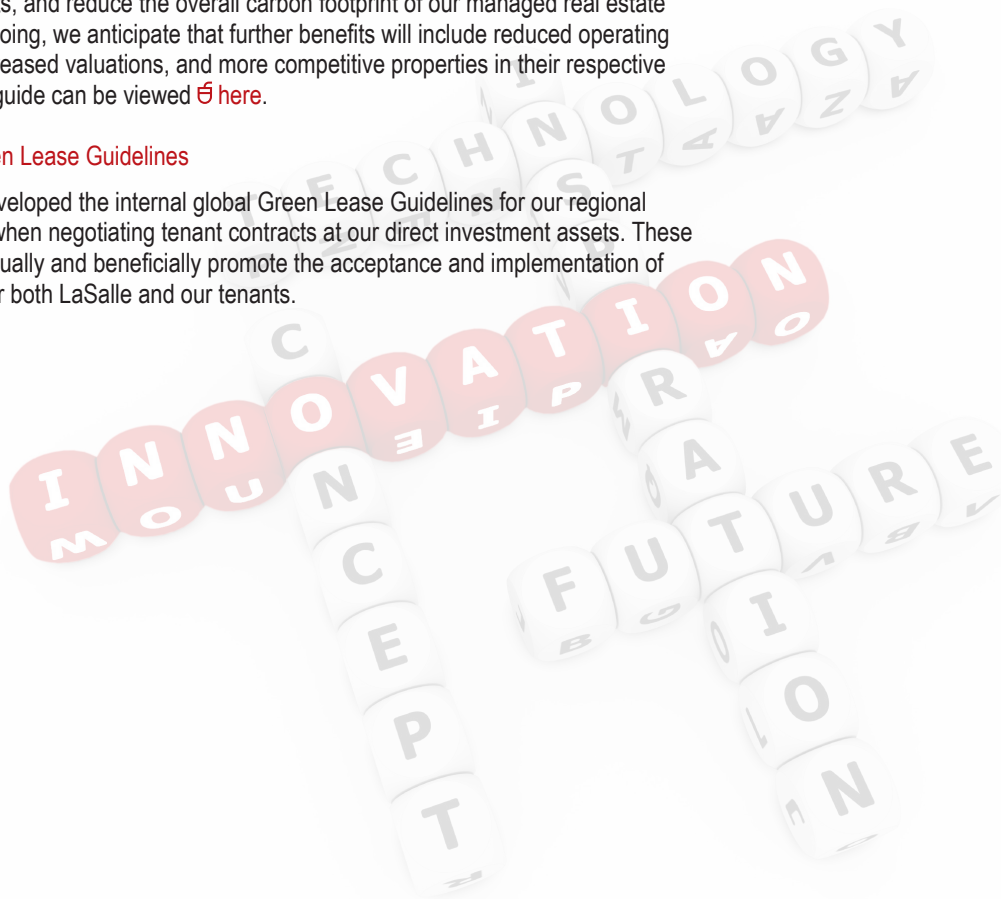 s, and reduce the overall carbon footprint of our managed real estate
oing, we anticipate that further benefits will include reduced operating
eased valuations, and more competitive properties in their respective
guide can be viewed here.
n Lease Guidelines
veloped the internal global Green Lease Guidelines for our regional
when negotiating tenant contracts at our direct investment assets. These
ually and beneficially promote the acceptance and implementation of
r both LaSalle and our tenants.
TECHNOLOGY
INNOVATION
CONCEPT
INSPIRATION
FUTURE